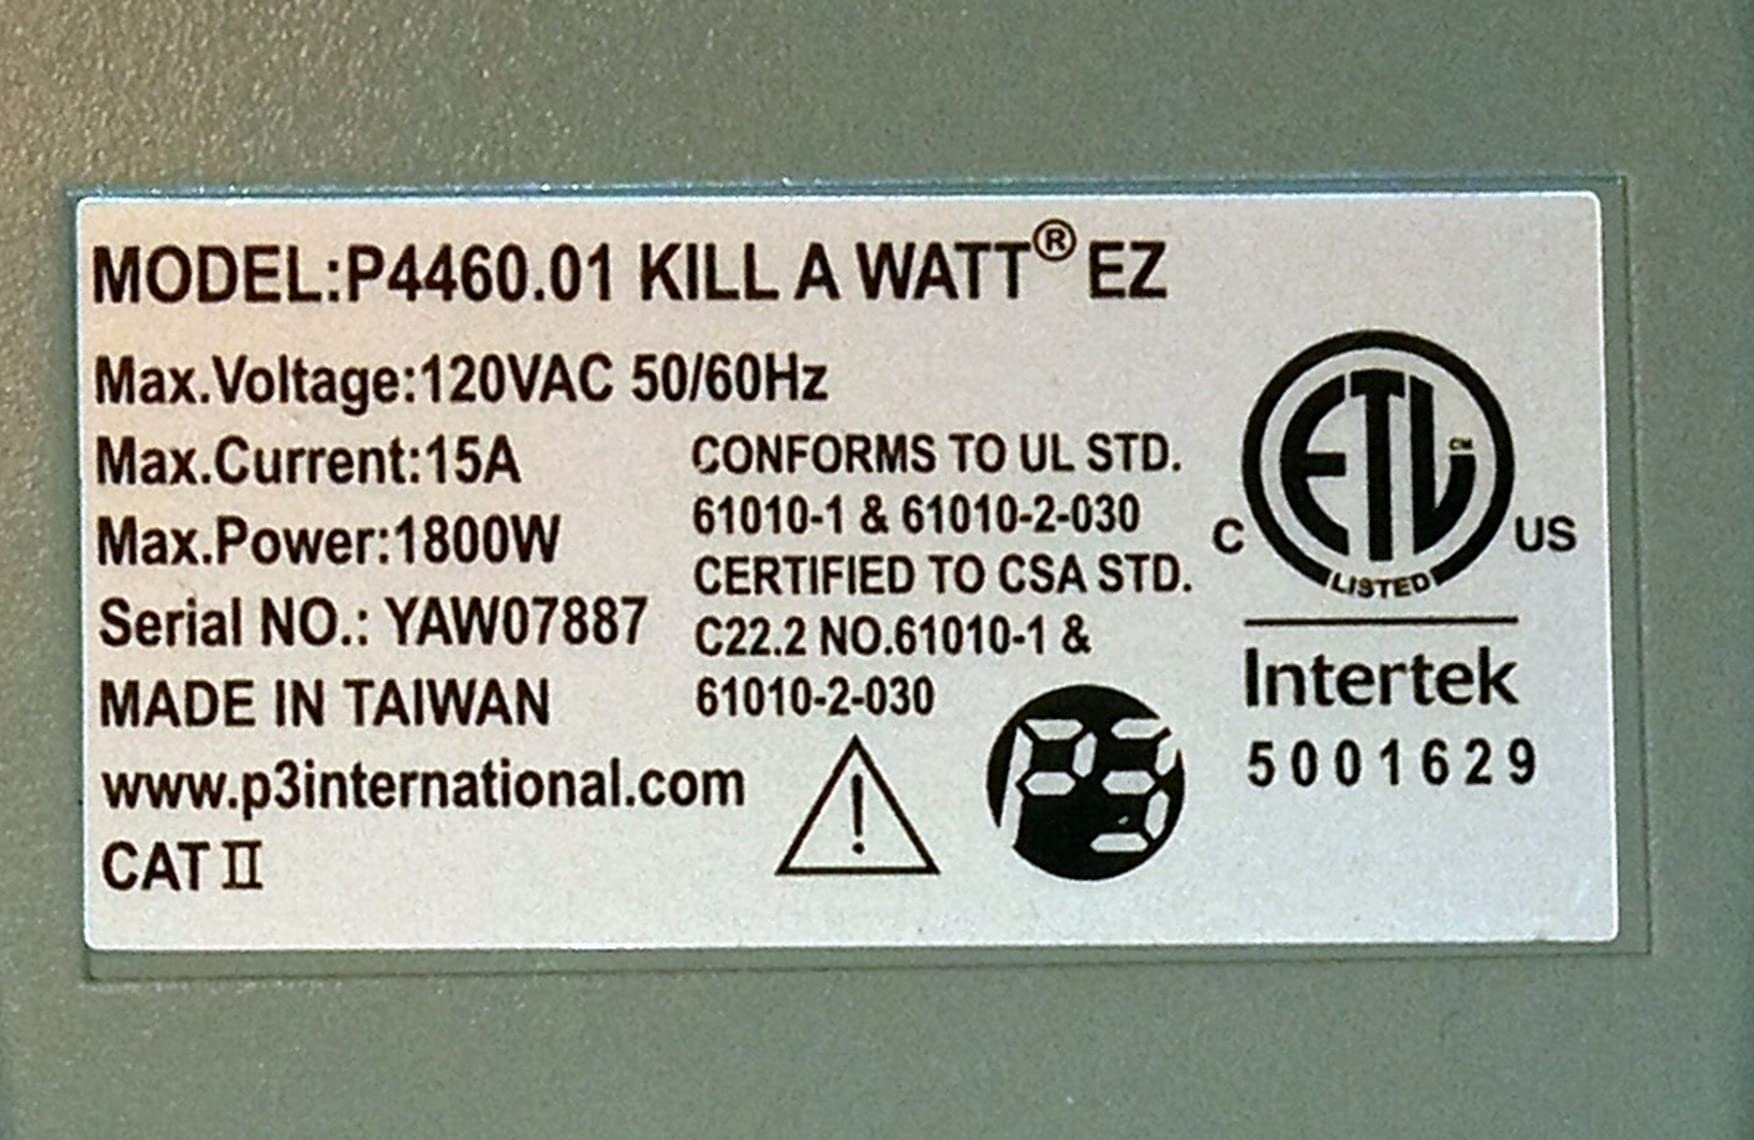 MODEL:P4460.01 KILL A WATT® EZ
Max.Voltage:120VAC 50/60Hz
Max.Current:15A
Max.Power:1800W
Serial NO.: YAW07887
MADE IN TAIWAN
www.p3international.com
CAT II
CONFORMS TO UL STD.
61010-1 & 61010-2-030
CERTIFIED TO CSA STD.
C22.2 NO.61010-1 &
61010-2-030
!
P3
ETL CM
C US
LISTED
Intertek
5001629